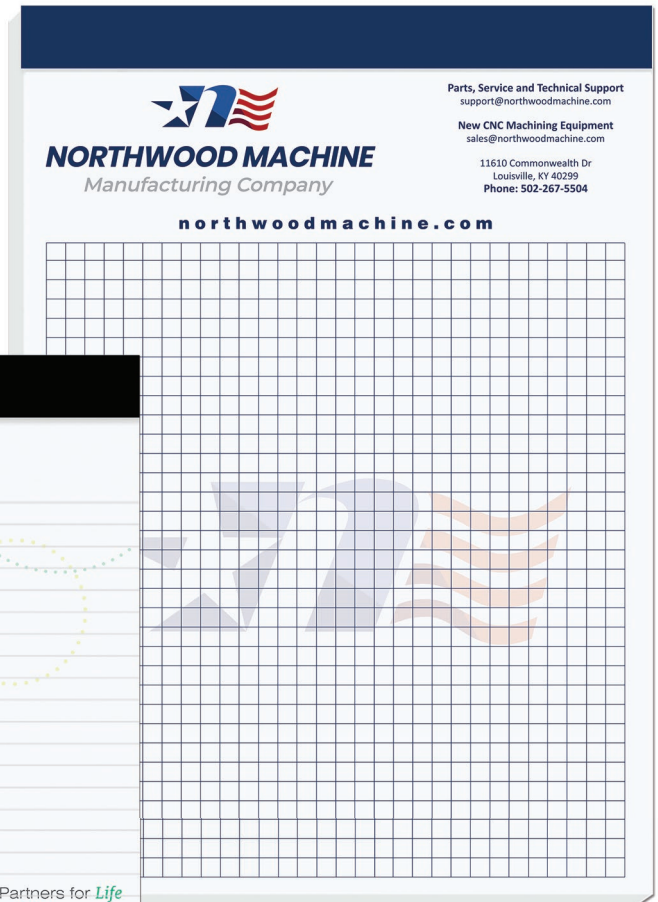 NORTHWOOD MACHINE
Manufacturing Company
Parts, Service and Technical Support
support@northwoodmachine.com
New CNC Machining Equipment
sales@northwoodmachine.com
11610 Commonwealth Dr
Louisville, KY 40299
Phone: 502-267-5504
northwoodmachine.com
Partners for Life